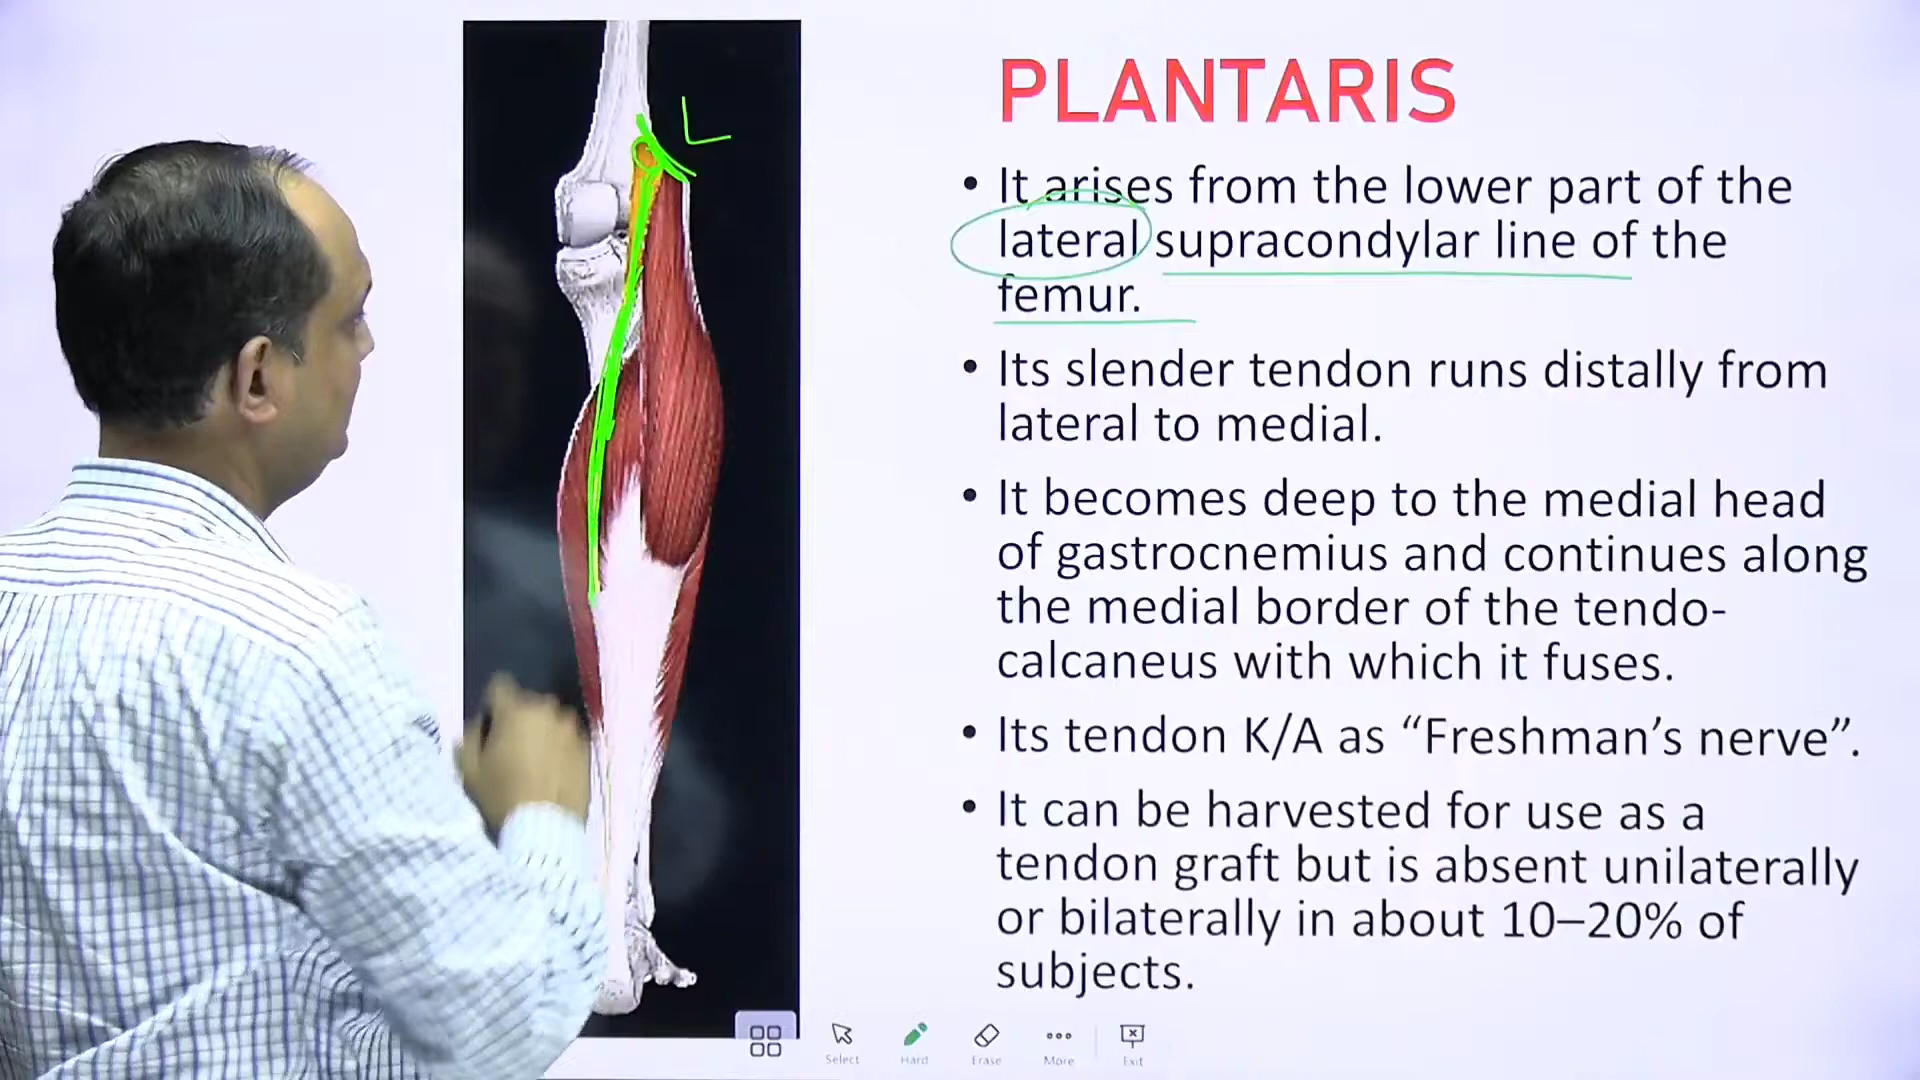 L
PLANTARIS
• It arises from the lower part of the
lateral supracondylar line of the
femur.
• Its slender tendon runs distally from
lateral to medial.
• It becomes deep to the medial head
of gastrocnemius and continues along
the medial border of the tendo-
calcaneus with which it fuses.
• Its tendon K/A as “Freshman’s nerve”.
• It can be harvested for use as a
tendon graft but is absent unilaterally
or bilaterally in about 10–20% of
subjects.
Select Hard Erase More Exit